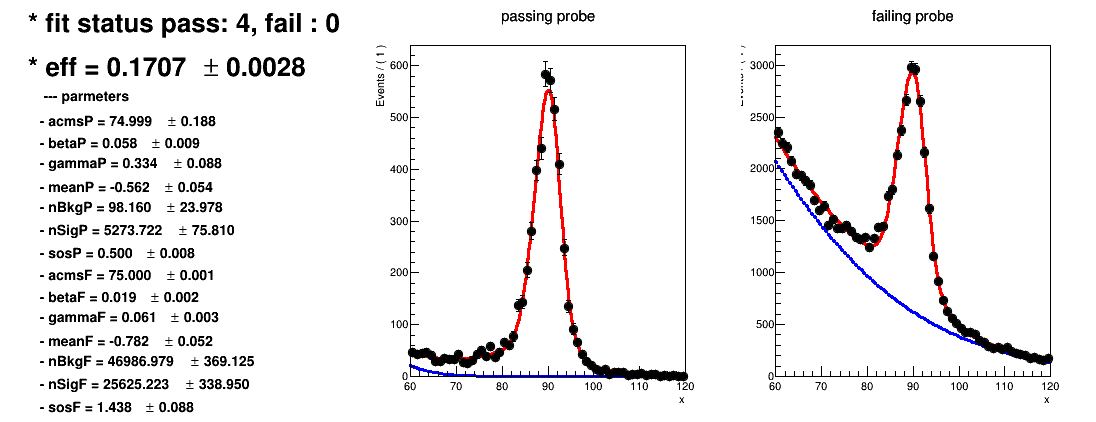 * fit status pass: 4, fail : 0
* eff = 0.1707 ± 0.0028
--- parmeters
- acmsP = 74.999 ± 0.188
- betaP = 0.058 ± 0.009
- gammaP = 0.334 ± 0.088
- meanP = -0.562 ± 0.054
- nBkgP = 98.160 ± 23.978
- nSigP = 5273.722 ± 75.810
- sosP = 0.500 ± 0.008
- acmsF = 75.000 ± 0.001
- betaF = 0.019 ± 0.002
- gammaF = 0.061 ± 0.003
- meanF = -0.782 ± 0.052
- nBkgF = 46986.979 ± 369.125
- nSigF = 25625.223 ± 338.950
- sosF = 1.438 ± 0.088
passing probe
Events / ( 1 )
600
500
400
300
200
100
0
60 70 80 90 100 110 120
x
failing probe
3000
2500
2000
1500
1000
500
0
60 70 80 90 100 110 120
x